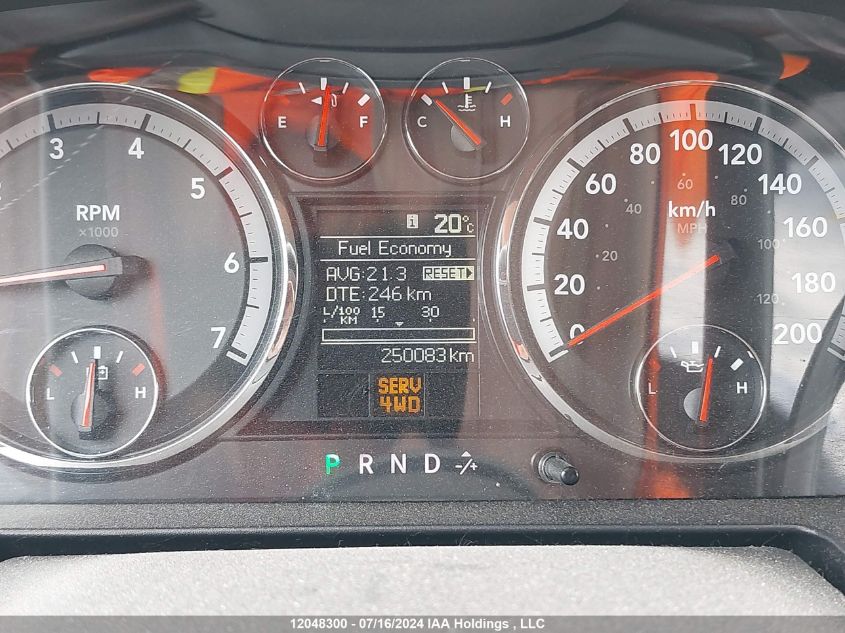 E F
C H
2 3 4 5 6 7
RPM
×1000
L H
i 20°C
Fuel Economy
AVG:21.3 RESET
DTE:246 km
L/100 KM 15 30
250083 km
SERV
4WD
P R N D -/+
0 20 40 60 80 100 120 140 160 180 200
20 40 60 80 100 120
km/h
MPH
L H
12048300 - 07/16/2024 IAA Holdings , LLC